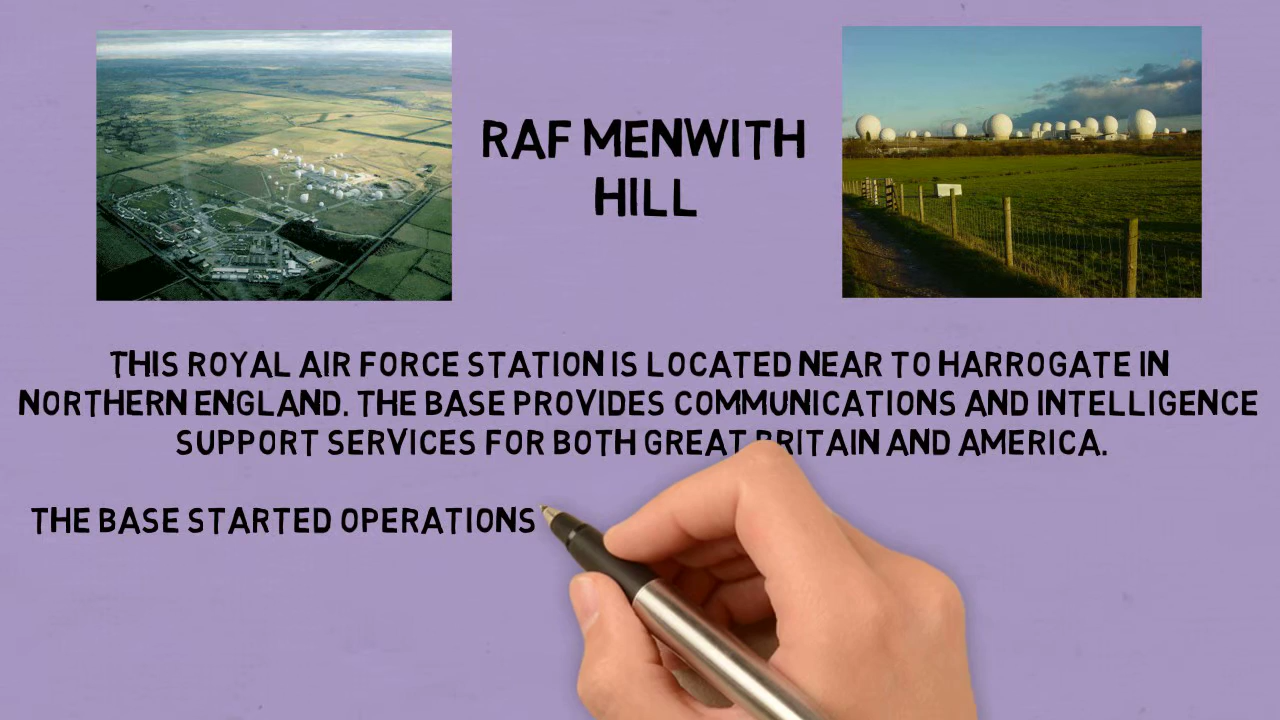 RAF MENWITH
HILL
THIS ROYAL AIR FORCE STATION IS LOCATED NEAR TO HARROGATE IN
NORTHERN ENGLAND. THE BASE PROVIDES COMMUNICATIONS AND INTELLIGENCE
SUPPORT SERVICES FOR BOTH GREAT BRITAIN AND AMERICA.
THE BASE STARTED OPERATIONS